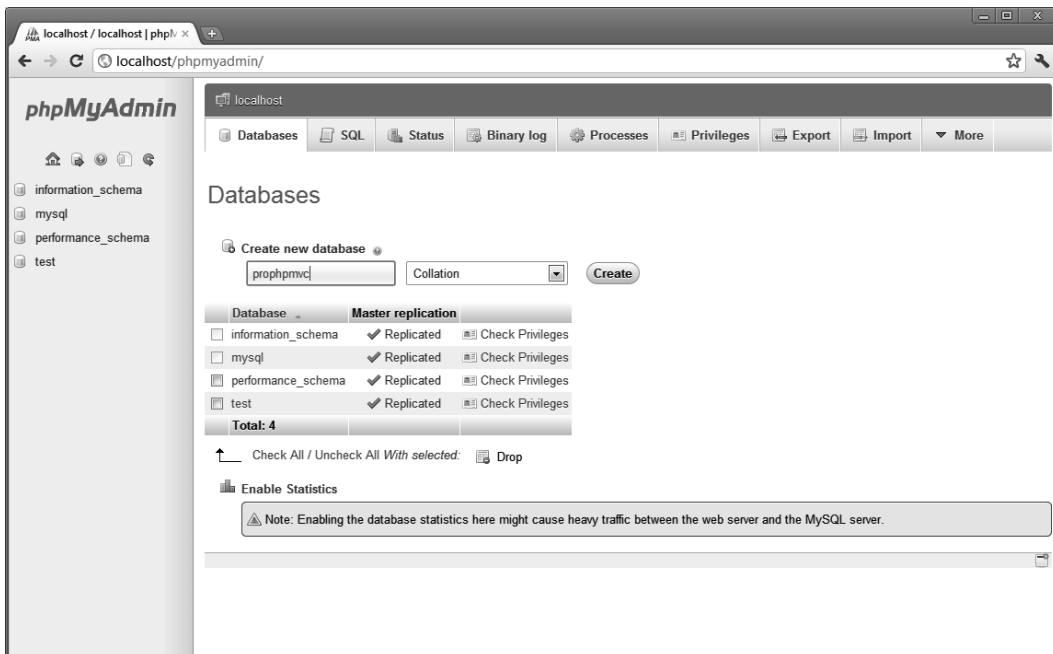 localhost / localhost | phpM
localhost/phpmyadmin/
phpMyAdmin
information_schema
mysql
performance_schema
test
localhost
Databases SQL Status Binary log Processes Privileges Export Import More
Databases
Create new database
prophpmvc Collation Create
Database Master replication
information_schema Replicated Check Privileges
mysql Replicated Check Privileges
performance_schema Replicated Check Privileges
test Replicated Check Privileges
Total: 4
Check All / Uncheck All With selected: Drop
Enable Statistics
Note: Enabling the database statistics here might cause heavy traffic between the web server and the MySQL server.